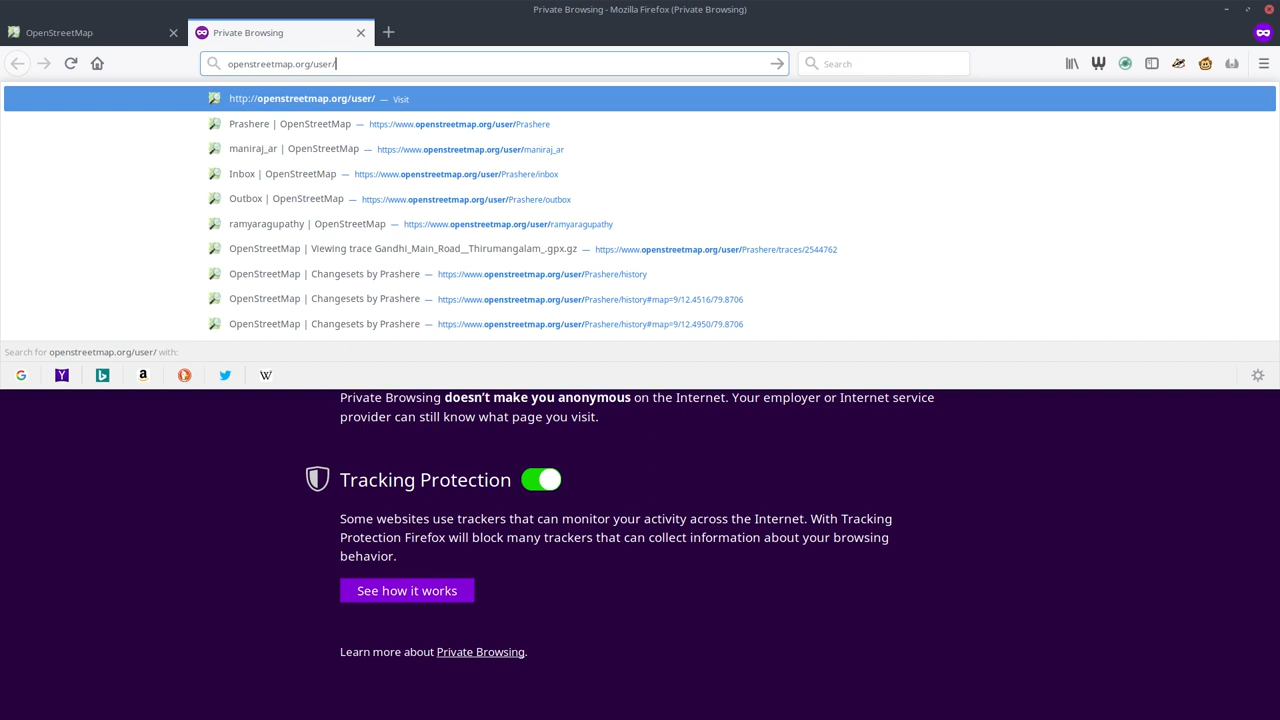 Private Browsing - Mozilla Firefox (Private Browsing)
OpenStreetMap
Private Browsing
openstreetmap.org/user/
Search
http://openstreetmap.org/user/ — Visit
Prashere | OpenStreetMap — https://www.openstreetmap.org/user/Prashere
maniraj_ar | OpenStreetMap — https://www.openstreetmap.org/user/maniraj_ar
Inbox | OpenStreetMap — https://www.openstreetmap.org/user/Prashere/inbox
Outbox | OpenStreetMap — https://www.openstreetmap.org/user/Prashere/outbox
ramyaragupathy | OpenStreetMap — https://www.openstreetmap.org/user/ramyaragupathy
OpenStreetMap | Viewing trace Gandhi_Main_Road__Thirumangalam_.gpx.gz — https://www.openstreetmap.org/user/Prashere/traces/2544762
OpenStreetMap | Changesets by Prashere — https://www.openstreetmap.org/user/Prashere/history
OpenStreetMap | Changesets by Prashere — https://www.openstreetmap.org/user/Prashere/history#map=9/12.4516/79.8706
OpenStreetMap | Changesets by Prashere — https://www.openstreetmap.org/user/Prashere/history#map=9/12.4950/79.8706
Search for openstreetmap.org/user/ with:
Private Browsing doesn't make you anonymous on the Internet. Your employer or Internet service
provider can still know what page you visit.
Tracking Protection
Some websites use trackers that can monitor your activity across the Internet. With Tracking
Protection Firefox will block many trackers that can collect information about your browsing
behavior.
See how it works
Learn more about Private Browsing.